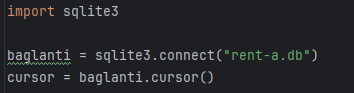 import sqlite3
baglanti = sqlite3.connect("rent-a.db")
cursor = baglanti.cursor()